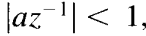 |az⁻¹| < 1,